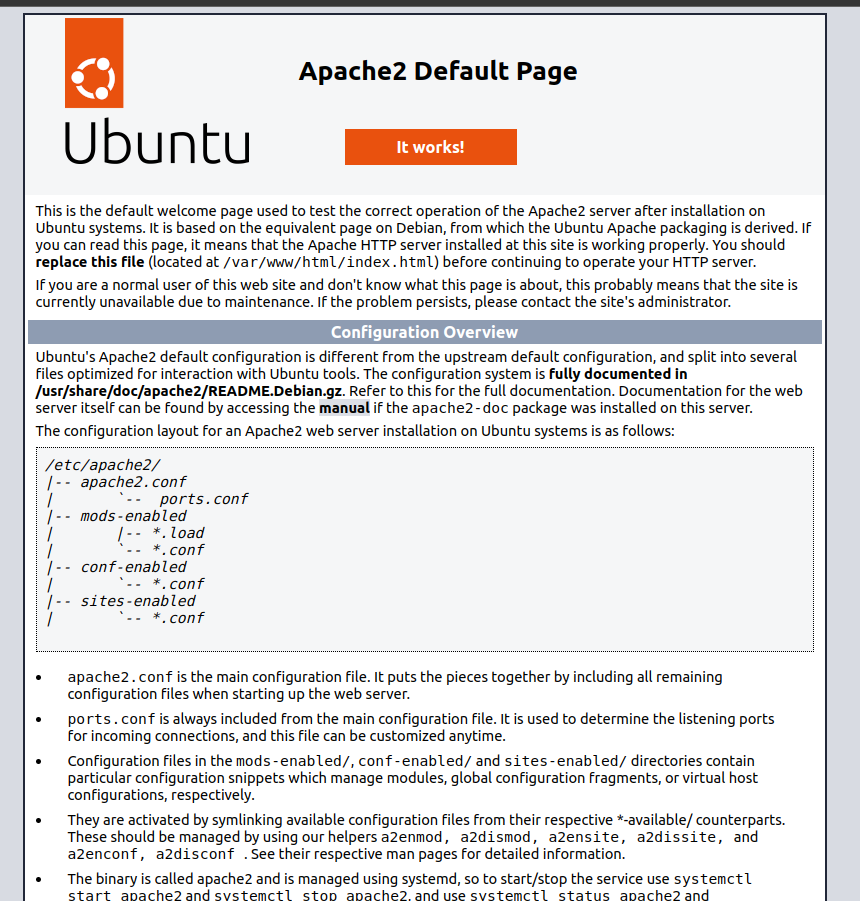 Apache2 Default Page
Ubuntu
It works!
This is the default welcome page used to test the correct operation of the Apache2 server after installation on
Ubuntu systems. It is based on the equivalent page on Debian, from which the Ubuntu Apache packaging is derived. If
you can read this page, it means that the Apache HTTP server installed at this site is working properly. You should
replace this file (located at /var/www/html/index.html) before continuing to operate your HTTP server.
If you are a normal user of this web site and don't know what this page is about, this probably means that the site is
currently unavailable due to maintenance. If the problem persists, please contact the site's administrator.
Configuration Overview
Ubuntu's Apache2 default configuration is different from the upstream default configuration, and split into several
files optimized for interaction with Ubuntu tools. The configuration system is fully documented in
/usr/share/doc/apache2/README.Debian.gz. Refer to this for the full documentation. Documentation for the web
server itself can be found by accessing the manual if the apache2-doc package was installed on this server.
The configuration layout for an Apache2 web server installation on Ubuntu systems is as follows:
/etc/apache2/
|-- apache2.conf
|       `--  ports.conf
|-- mods-enabled
|       |-- *.load
|       `-- *.conf
|-- conf-enabled
|       `-- *.conf
|-- sites-enabled
|       `-- *.conf
• apache2.conf is the main configuration file. It puts the pieces together by including all remaining
configuration files when starting up the web server.
• ports.conf is always included from the main configuration file. It is used to determine the listening ports
for incoming connections, and this file can be customized anytime.
• Configuration files in the mods-enabled/, conf-enabled/ and sites-enabled/ directories contain
particular configuration snippets which manage modules, global configuration fragments, or virtual host
configurations, respectively.
• They are activated by symlinking available configuration files from their respective *-available/ counterparts.
These should be managed by using our helpers a2enmod, a2dismod, a2ensite, a2dissite, and
a2enconf, a2disconf . See their respective man pages for detailed information.
• The binary is called apache2 and is managed using systemd, so to start/stop the service use systemctl
start apache2 and systemctl stop apache2, and use systemctl status apache2 and